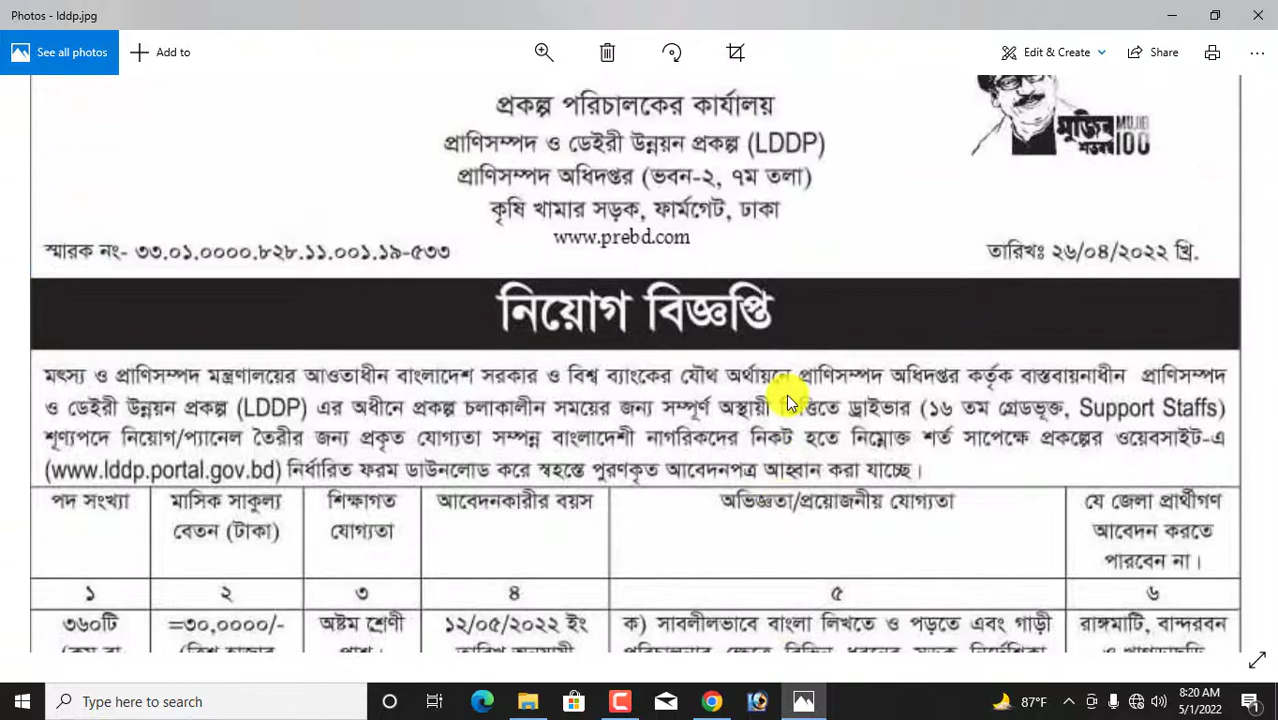 Photos - lddp.jpg
See all photos
Add to
Edit & Create
Share
প্রকল্প পরিচালকের কার্যালয়
প্রাণিসম্পদ ও ডেইরী উন্নয়ন প্রকল্প (LDDP)
প্রাণিসম্পদ অধিদপ্তর (ভবন-২, ৭ম তলা)
কৃষি খামার সড়ক, ফার্মগেট, ঢাকা
www.prebd.com
মুজিব শতবর্ষ
MUJIB 100
স্মারক নং- ৩৩.০১.০০০০.৮২৮.১১.০০১.১৯-৫৩৩
তারিখঃ ২৬/০৪/২০২২ খ্রি.
নিয়োগ বিজ্ঞপ্তি
মৎস্য ও প্রাণিসম্পদ মন্ত্রণালয়ের আওতাধীন বাংলাদেশ সরকার ও বিশ্ব ব্যাংকের যৌথ অর্থায়নে প্রাণিসম্পদ অধিদপ্তর কর্তৃক বাস্তবায়নাধীন প্রাণিসম্পদ
ও ডেইরী উন্নয়ন প্রকল্প (LDDP) এর অধীনে প্রকল্প চলাকালীন সময়ের জন্য সম্পূর্ণ অস্থায়ী ভিত্তিতে ড্রাইভার (১৬ তম গ্রেডভূক্ত, Support Staffs)
শূণ্যপদে নিয়োগ/প্যানেল তৈরীর জন্য প্রকৃত যোগ্যতা সম্পন্ন বাংলাদেশী নাগরিকদের নিকট হতে নিম্নোক্ত শর্ত সাপেক্ষে প্রকল্পের ওয়েবসাইট-এ
(www.lddp.portal.gov.bd) নির্ধারিত ফরম ডাউনলোড করে স্বহস্তে পুরণকৃত আবেদনপত্র আহ্বান করা যাচ্ছে।
পদ সংখ্যা
মাসিক সাকুল্য
বেতন (টাকা)
শিক্ষাগত
যোগ্যতা
আবেদনকারীর বয়স
অভিজ্ঞতা/প্রয়োজনীয় যোগ্যতা
যে জেলা প্রার্থীগণ
আবেদন করতে
পারবেন না।
১
২
৩
৪
৫
৬
৩৬০টি
=৩০,০০০০/-
অষ্টম শ্রেণী
১২/০৫/২০২২ ইং
ক) সাবলীলভাবে বাংলা লিখতে ও পড়তে এবং গাড়ী
রাঙ্গমাটি, বান্দরবন
Type here to search
87°F
8:20 AM
5/1/2022